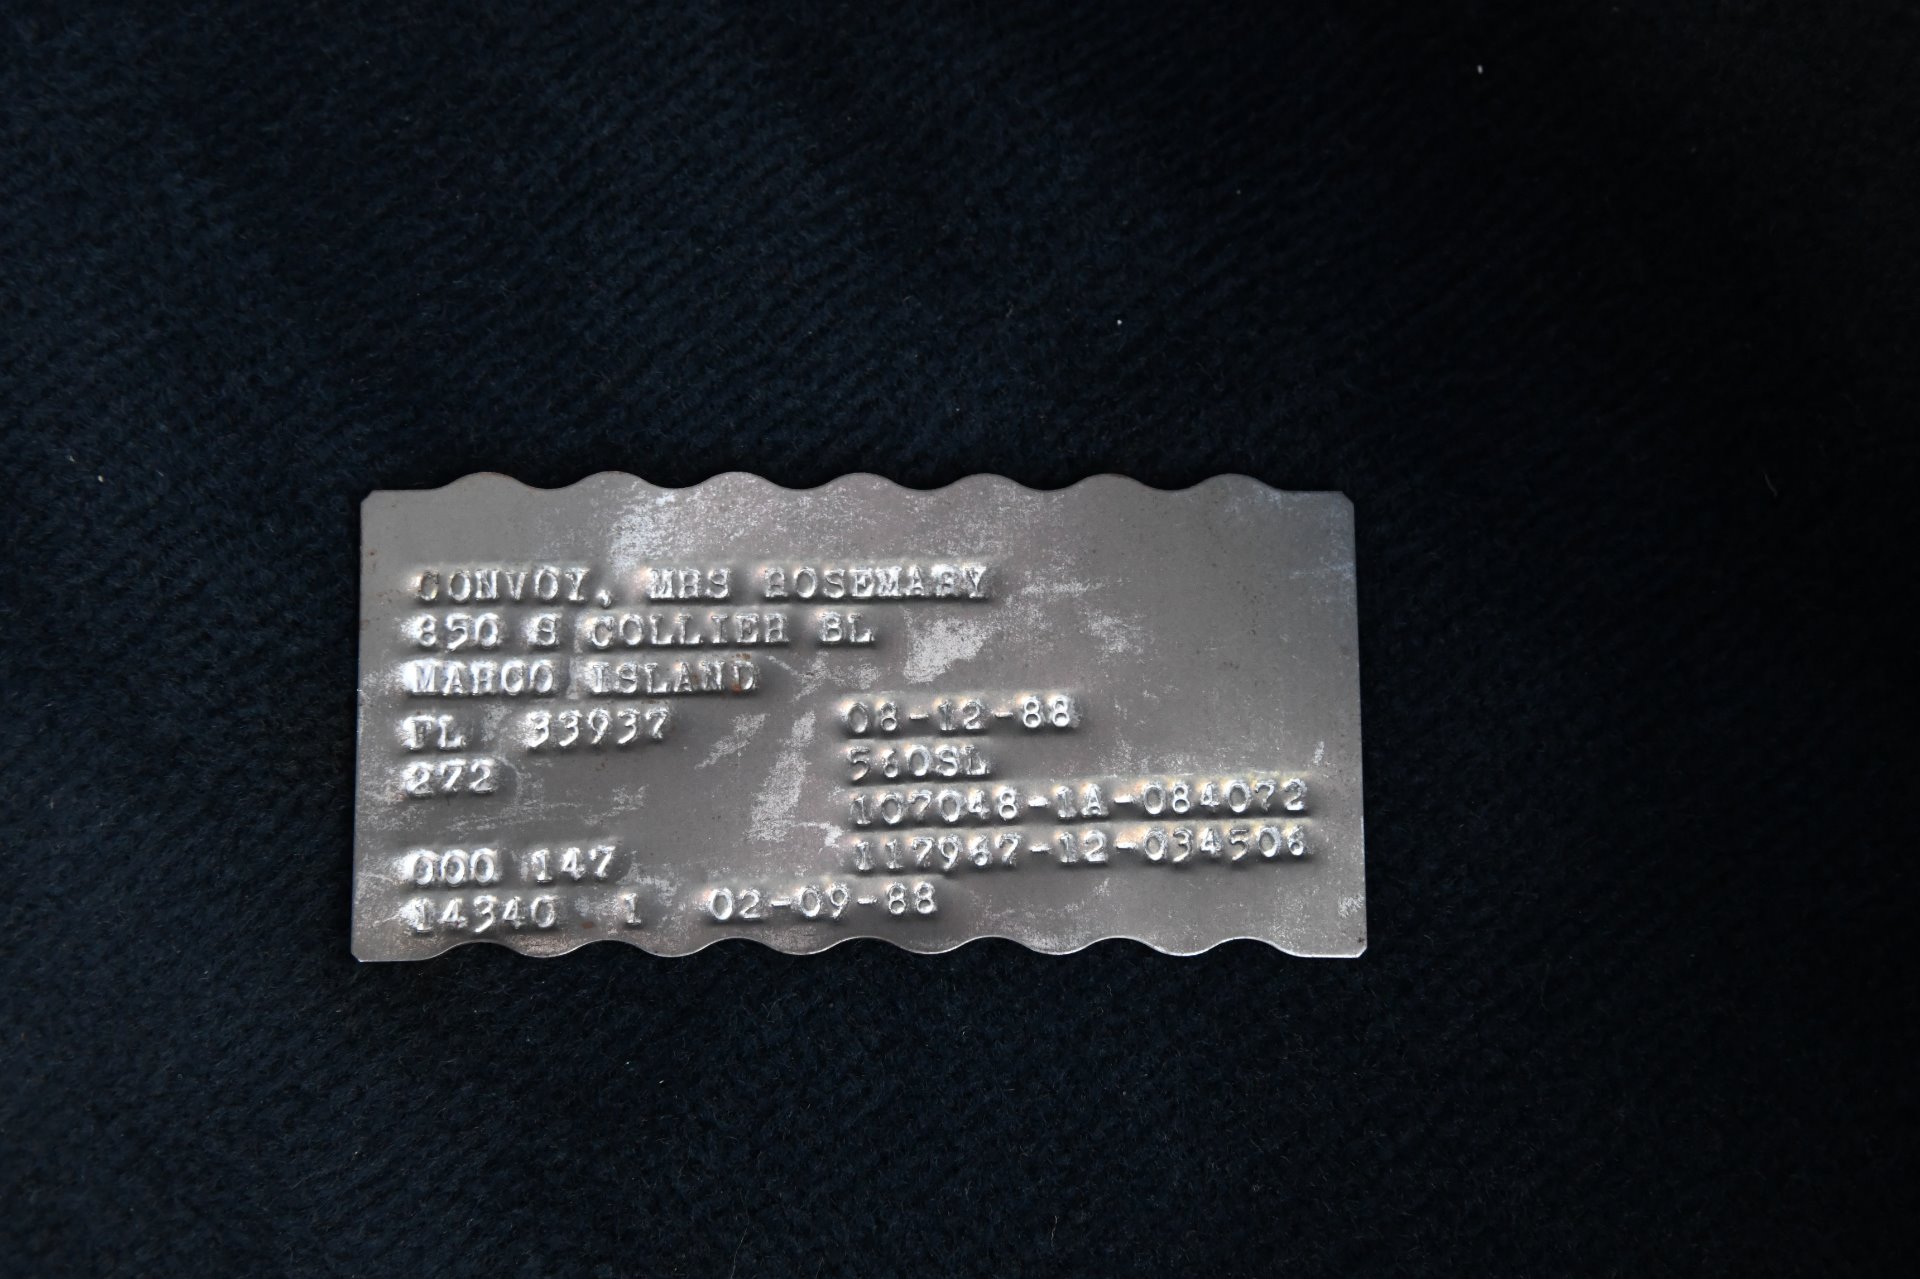 CONVOY, MRS ROSEMARY
850 S COLLIER BL
MARCO ISLAND
FL 33937
272
08-12-88
560SL
107048-1A-084072
117967-12-034506
000 147
14340 1 02-09-88